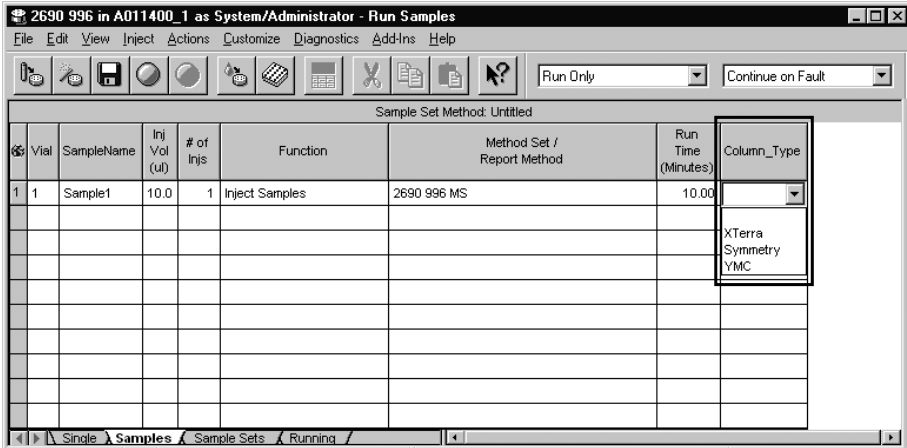 2690 996 in A011400_1 as System/Administrator - Run Samples
File Edit View Inject Actions Customize Diagnostics Add-Ins Help
Run Only Continue on Fault
Sample Set Method: Untitled
Vial SampleName Inj Vol (ul) # of Injs Function Method Set / Report Method Run Time (Minutes) Column_Type
1 1 Sample1 10.0 1 Inject Samples 2690 996 MS 10.00
XTerra
Symmetry
YMC
Single Samples Sample Sets Running